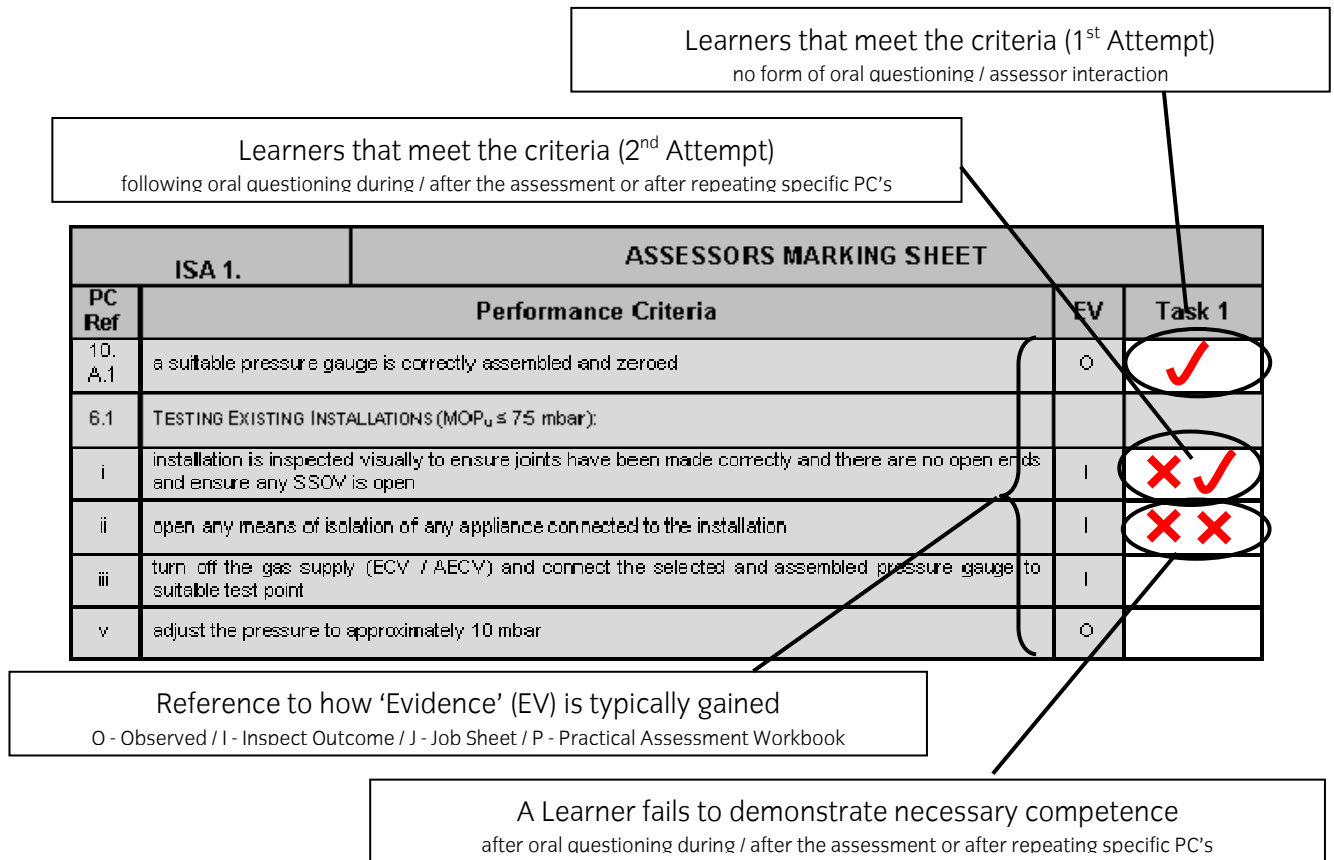 Learners that meet the criteria (1st Attempt)
no form of oral questioning / assessor interaction
Learners that meet the criteria (2nd Attempt)
following oral questioning during / after the assessment or after repeating specific PC's
ISA 1.
ASSESSORS MARKING SHEET
PC Ref
Performance Criteria
EV
Task 1
10. A.1
a suitable pressure gauge is correctly assembled and zeroed
O
✓
6.1
TESTING EXISTING INSTALLATIONS (MOPu ≤ 75 mbar):
i
installation is inspected visually to ensure joints have been made correctly and there are no open ends
and ensure any SSOV is open
I
✗✓
ii
open any means of isolation of any appliance connected to the installation
I
✗✗
iii
turn off the gas supply (ECV / AECV) and connect the selected and assembled pressure gauge to
suitable test point
I
v
adjust the pressure to approximately 10 mbar
O
Reference to how ‘Evidence’ (EV) is typically gained
O - Observed / I - Inspect Outcome / J - Job Sheet / P - Practical Assessment Workbook
A Learner fails to demonstrate necessary competence
after oral questioning during / after the assessment or after repeating specific PC's